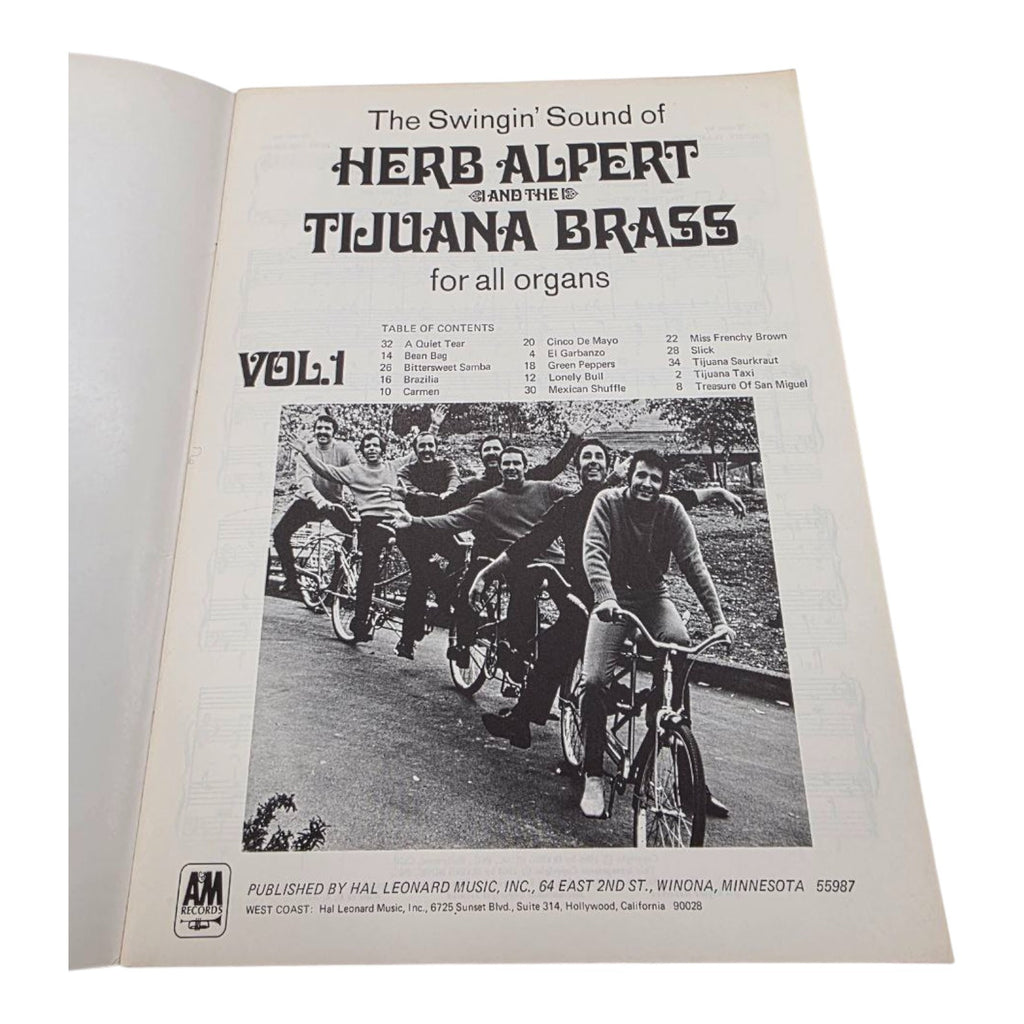 The Swingin' Sound of
HERB ALPERT
AND THE
TIJUANA BRASS
for all organs
VOL.1
TABLE OF CONTENTS
32 A Quiet Tear
14 Bean Bag
26 Bittersweet Samba
16 Brazilia
10 Carmen
20 Cinco De Mayo
4 El Garbanzo
18 Green Peppers
12 Lonely Bull
30 Mexican Shuffle
22 Miss Frenchy Brown
28 Slick
34 Tijuana Saurkraut
2 Tijuana Taxi
8 Treasure Of San Miguel
A&M
RECORDS
PUBLISHED BY HAL LEONARD MUSIC, INC., 64 EAST 2ND ST., WINONA, MINNESOTA 55987
WEST COAST: Hal Leonard Music, Inc., 6725 Sunset Blvd., Suite 314, Hollywood, California 90028